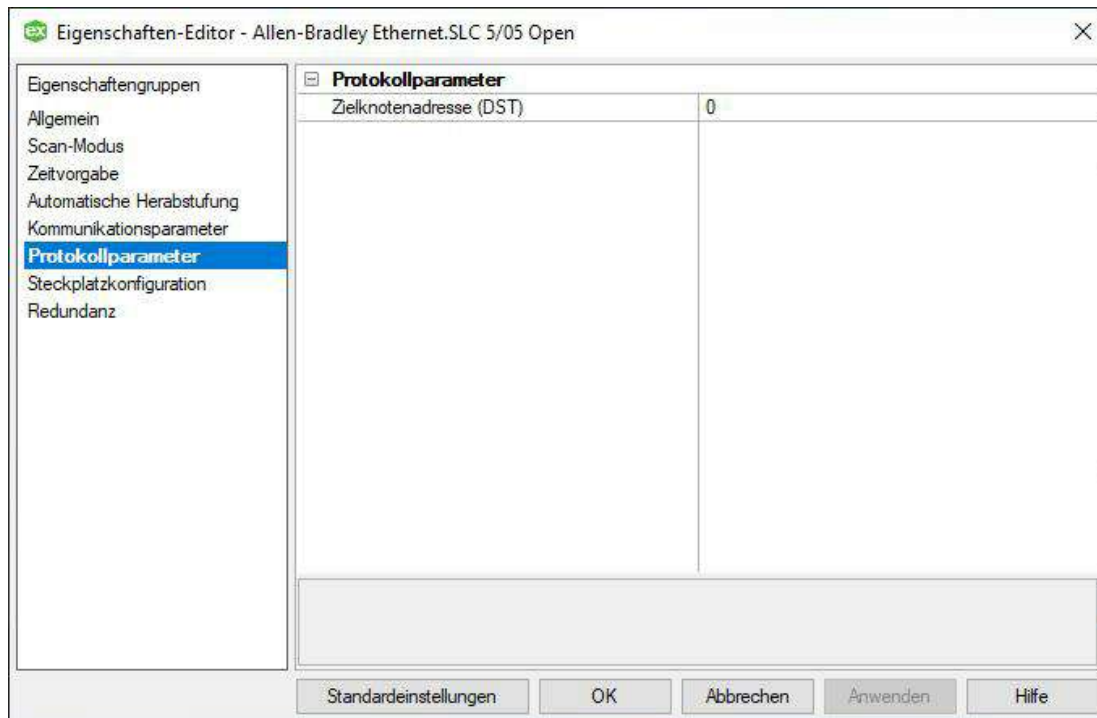 ex Eigenschaften-Editor - Allen-Bradley Ethernet.SLC 5/05 Open
Eigenschaftengruppen
Allgemein
Scan-Modus
Zeitvorgabe
Automatische Herabstufung
Kommunikationsparameter
Protokollparameter
Steckplatzkonfiguration
Redundanz
Protokollparameter
Zielknotenadresse (DST) 0
Standardeinstellungen OK Abbrechen Anwenden Hilfe